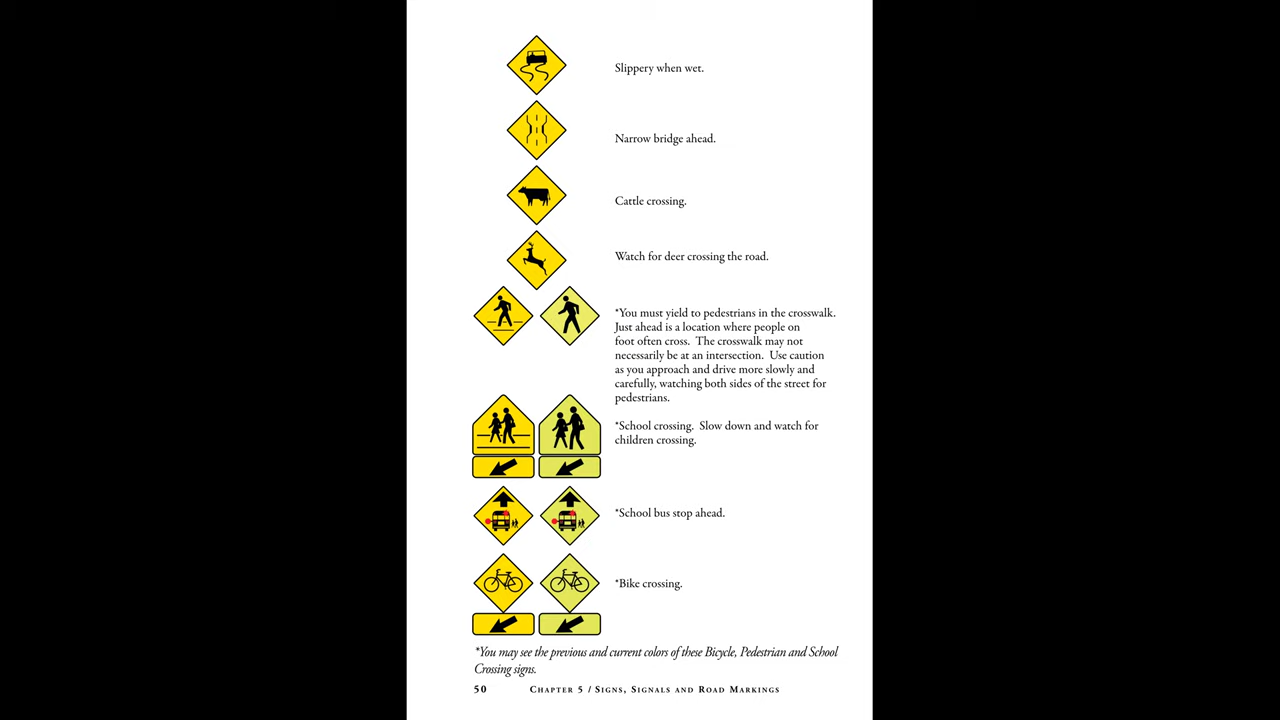 Slippery when wet.
Narrow bridge ahead.
Cattle crossing.
Watch for deer crossing the road.
*You must yield to pedestrians in the crosswalk.
Just ahead is a location where people on
foot often cross.  The crosswalk may not
necessarily be at an intersection.  Use caution
as you approach and drive more slowly and
carefully, watching both sides of the street for
pedestrians.
*School crossing.  Slow down and watch for
children crossing.
*School bus stop ahead.
*Bike crossing.
*You may see the previous and current colors of these Bicycle, Pedestrian and School
Crossing signs.
50 Chapter 5 / Signs, Signals and Road Markings